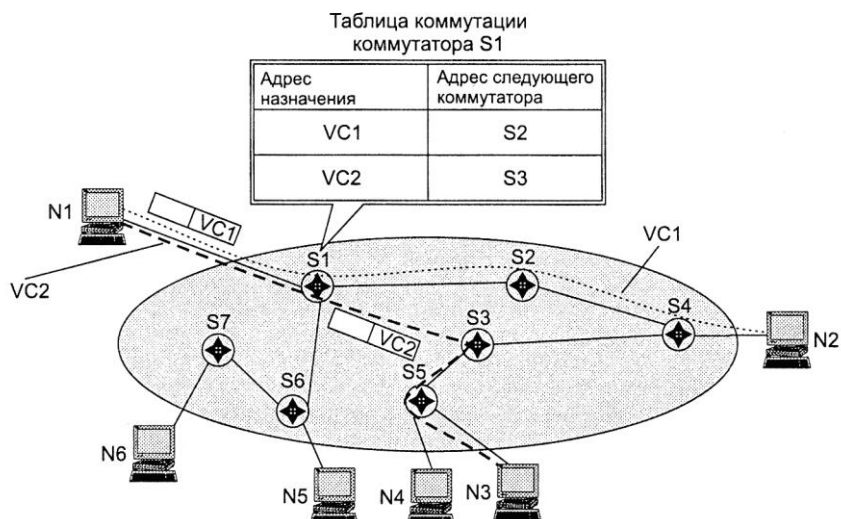 Таблица коммутации
коммутатора S1
Адрес назначения
Адрес следующего коммутатора
VC1
S2
VC2
S3
N1
VC1
VC2
S1
S2
VC1
S3
VC2
S4
N2
S7
S6
S5
N6
N5
N4
N3